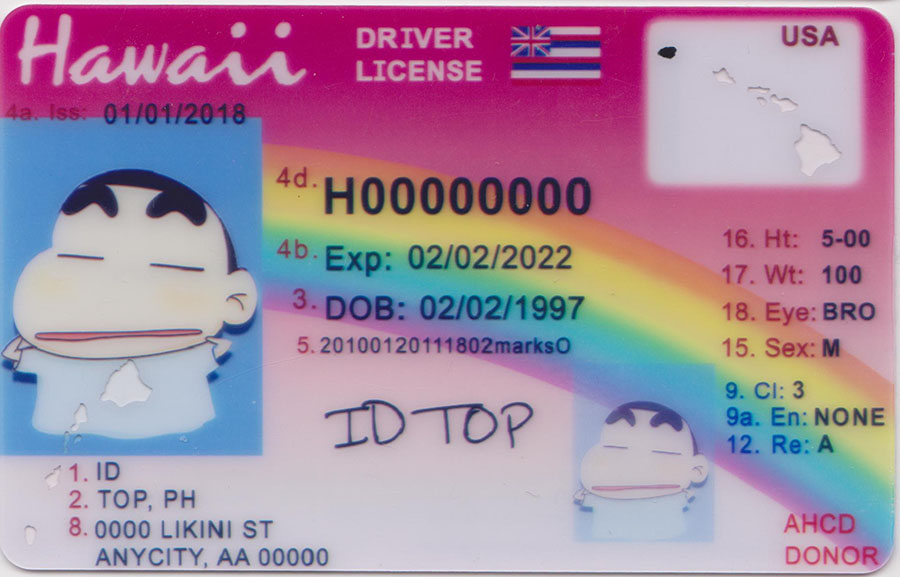 Hawaii
DRIVER LICENSE
USA
4a. Iss: 01/01/2018
4d. H00000000
4b. Exp: 02/02/2022
3. DOB: 02/02/1997
5. 20100120111802marksO
16. Ht: 5-00
17. Wt: 100
18. Eye: BRO
15. Sex: M
9. Cl: 3
9a. En: NONE
12. Re: A
ID TOP
1. ID
2. TOP, PH
8. 0000 LIKINI ST
ANYCITY, AA 00000
AHCD
DONOR